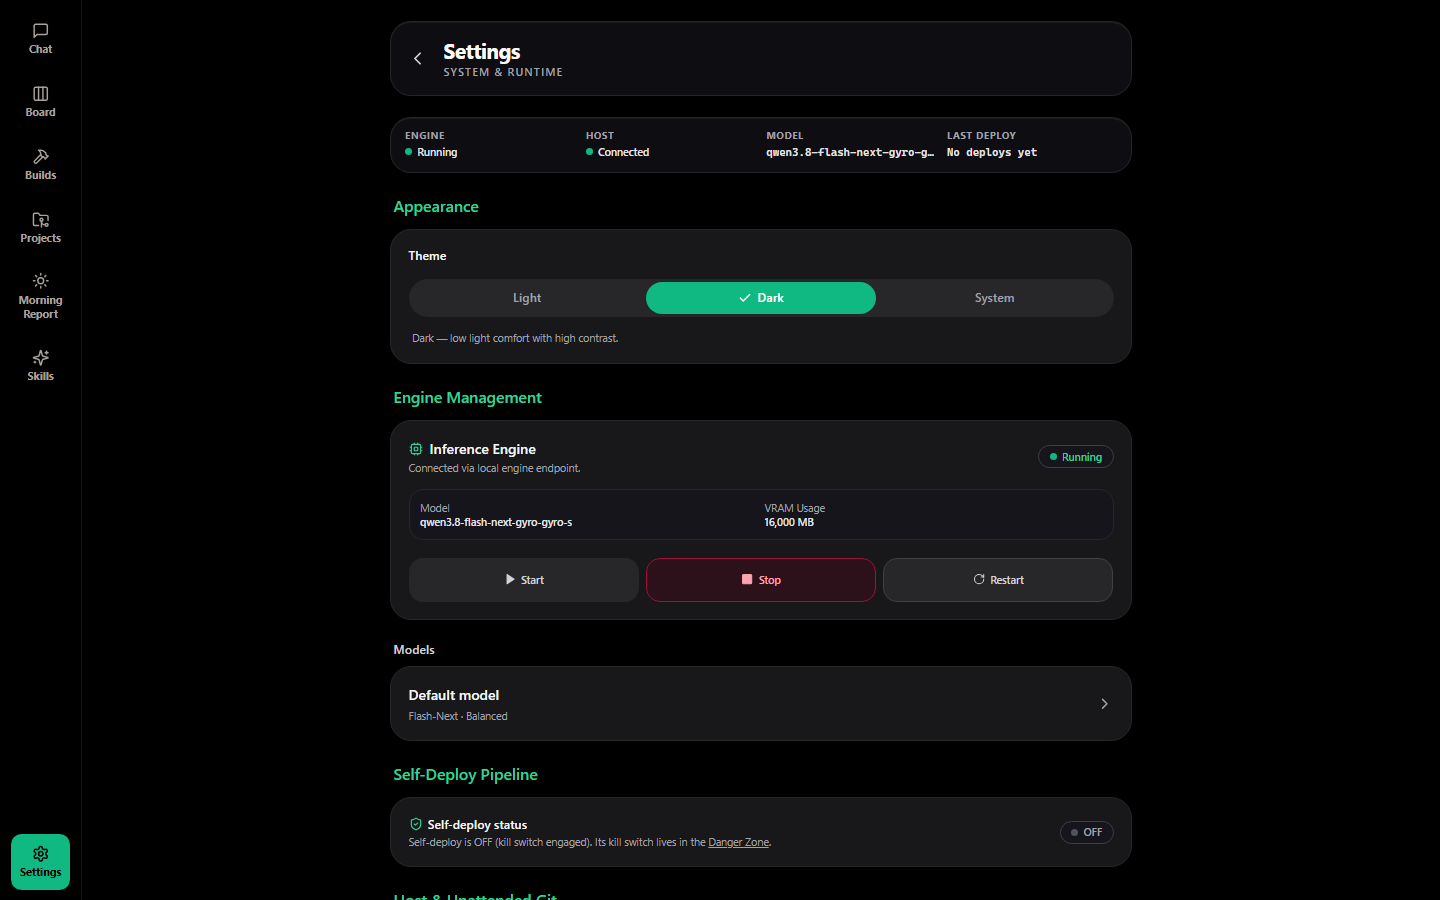 Chat
Board
Builds
Projects
Morning
Report
Skills
Settings
Settings
SYSTEM & RUNTIME
ENGINE
Running
HOST
Connected
MODEL
qwen3.8-flash-next-gyro-g…
LAST DEPLOY
No deploys yet
Appearance
Theme
Light
Dark
System
Dark — low light comfort with high contrast.
Engine Management
Inference Engine
Connected via local engine endpoint.
Running
Model
qwen3.8-flash-next-gyro-gyro-s
VRAM Usage
16,000 MB
Start
Stop
Restart
Models
Default model
Flash-Next · Balanced
Self-Deploy Pipeline
Self-deploy status
Self-deploy is OFF (kill switch engaged). Its kill switch lives in the Danger Zone.
OFF
Host & Unattended Git